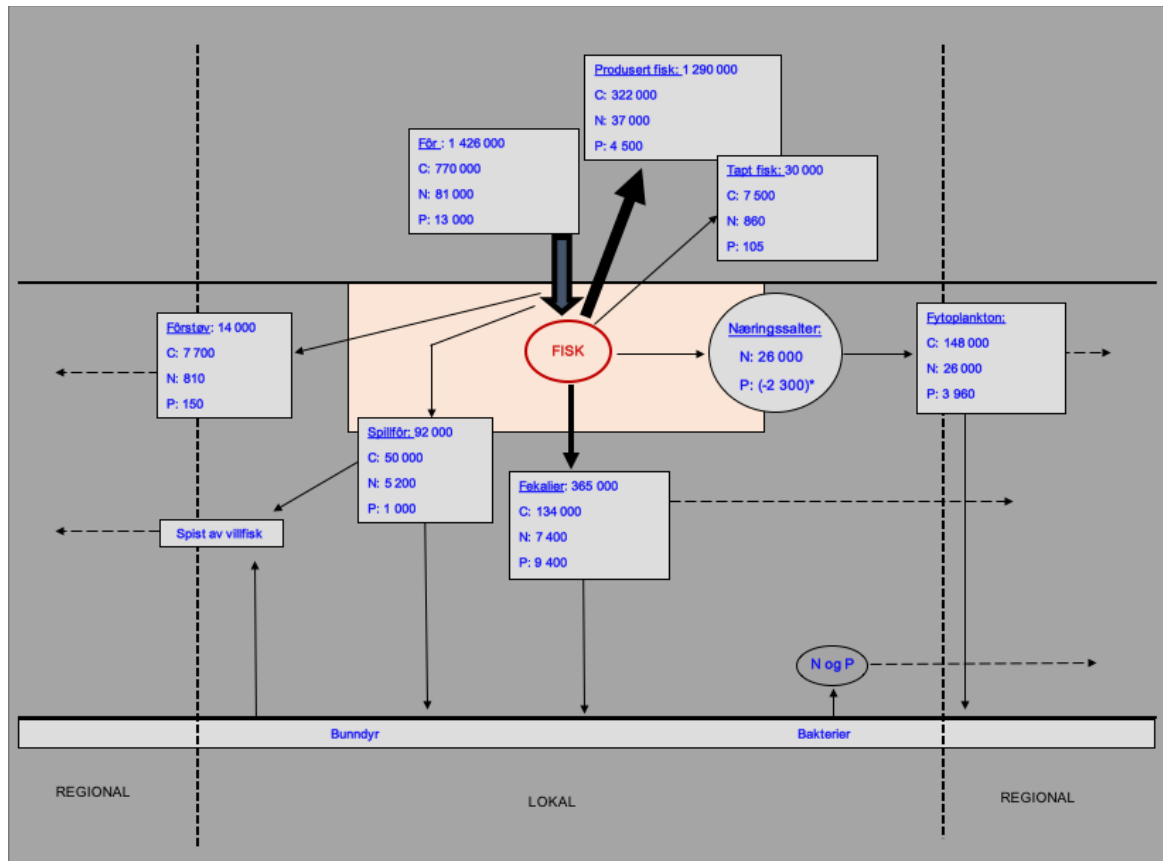 Produsert fisk: 1 290 000
C: 322 000
N: 37 000
P: 4 500
Fôr : 1 426 000
C: 770 000
N: 81 000
P: 13 000
Tapt fisk: 30 000
C: 7 500
N: 860
P: 105
Fôrstøv: 14 000
C: 7 700
N: 810
P: 150
FISK
Næringssalter:
N: 26 000
P: (-2 300)*
Fytoplankton:
C: 148 000
N: 26 000
P: 3 960
Spillfôr: 92 000
C: 50 000
N: 5 200
P: 1 000
Fekalier: 365 000
C: 134 000
N: 7 400
P: 9 400
Spist av villfisk
N og P
Bunndyr
Bakterier
REGIONAL
LOKAL
REGIONAL